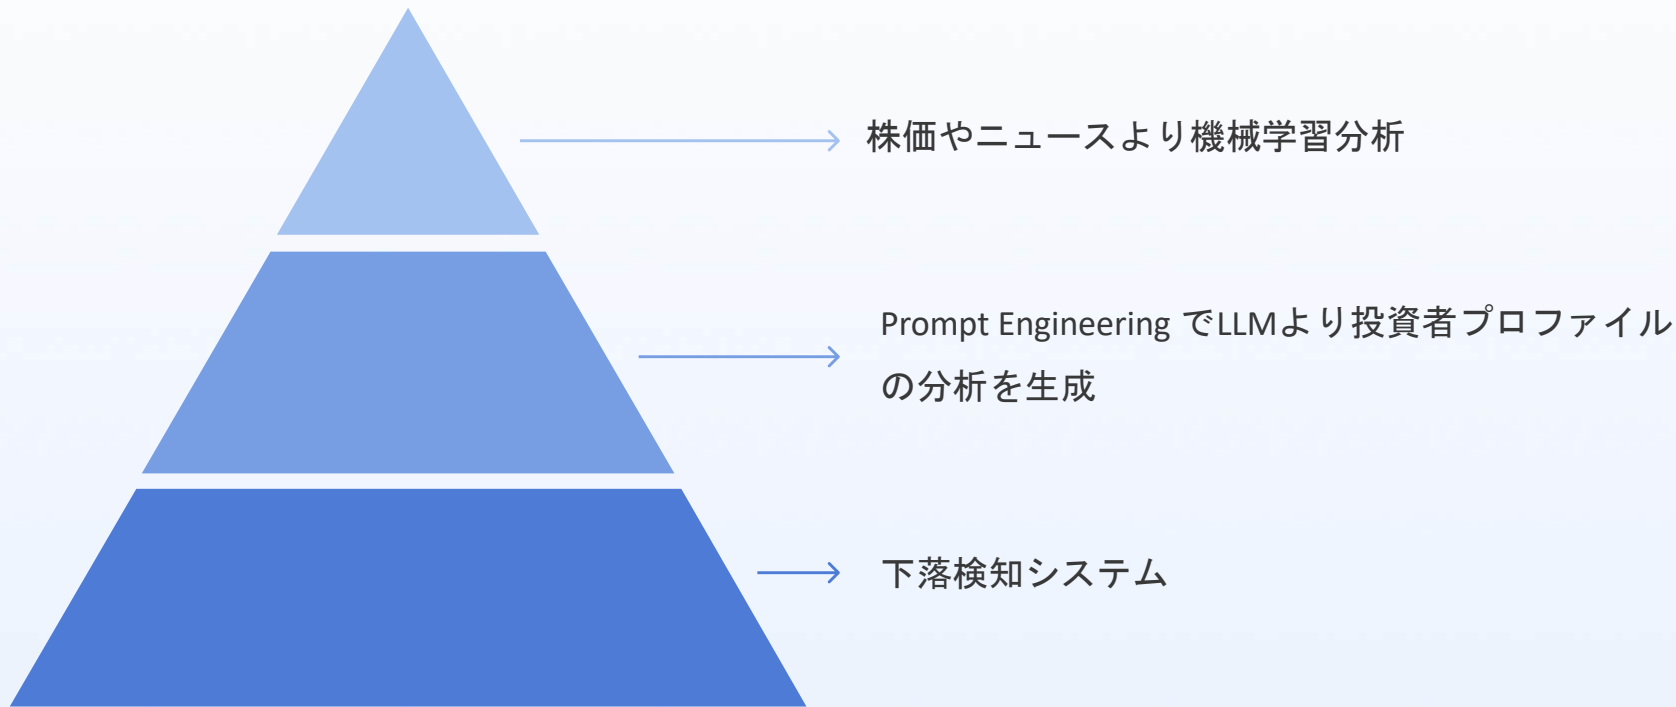 株価やニュースより機械学習分析
Prompt Engineering でLLMより投資者プロファイル
の分析を生成
下落検知システム